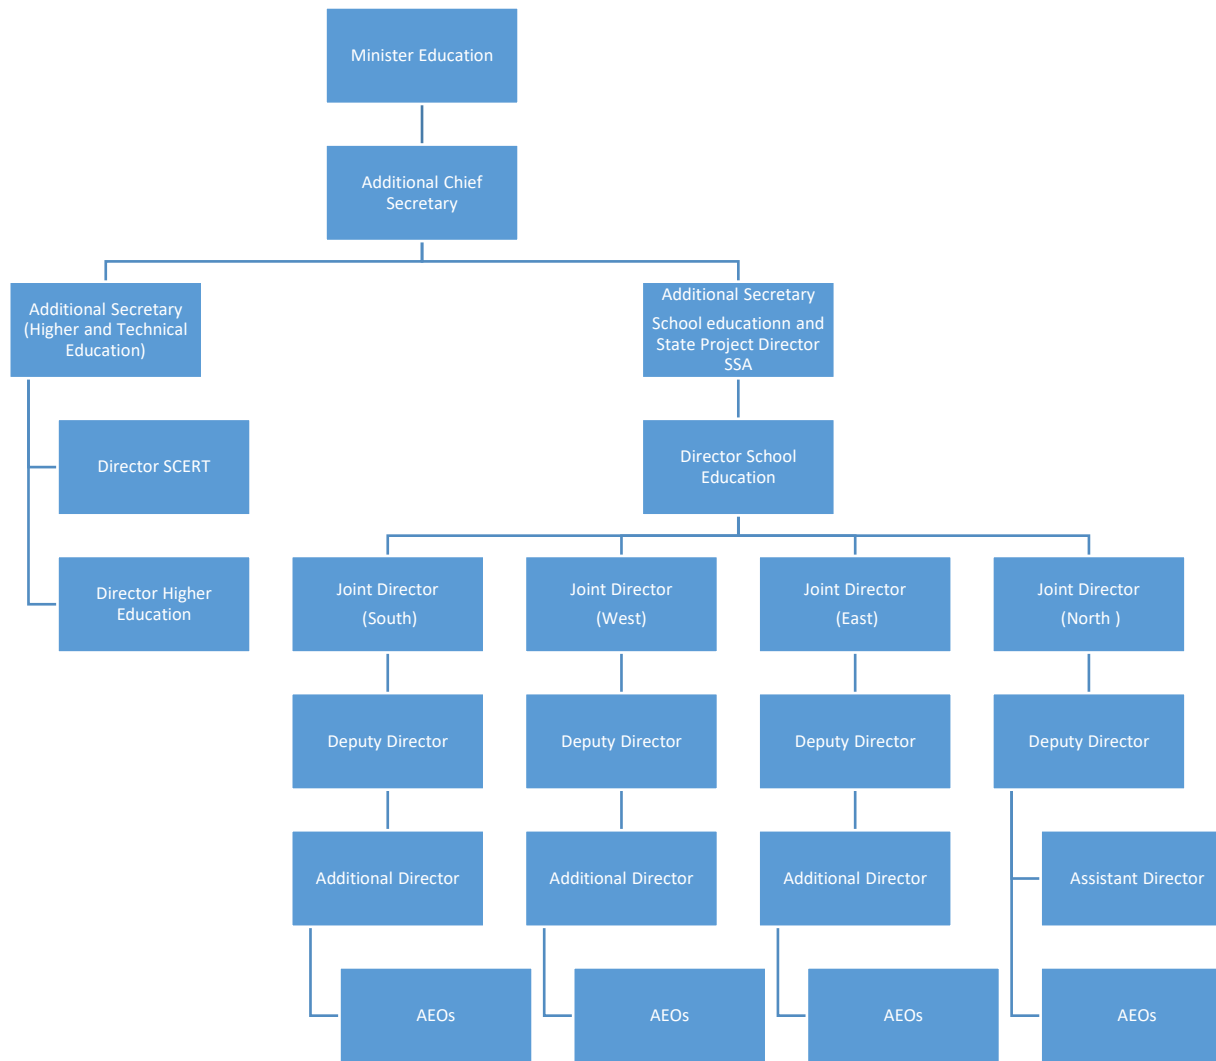 Minister Education
Additional Chief
Secretary
Additional Secretary
(Higher and Technical
Education)
Additional Secretary
School educationn and
State Project Director
SSA
Director SCERT
Director School
Education
Director Higher
Education
Joint Director
(South)
Joint Director
(West)
Joint Director
(East)
Joint Director
(North )
Deputy Director
Deputy Director
Deputy Director
Deputy Director
Additional Director
Additional Director
Additional Director
Assistant Director
AEOs
AEOs
AEOs
AEOs